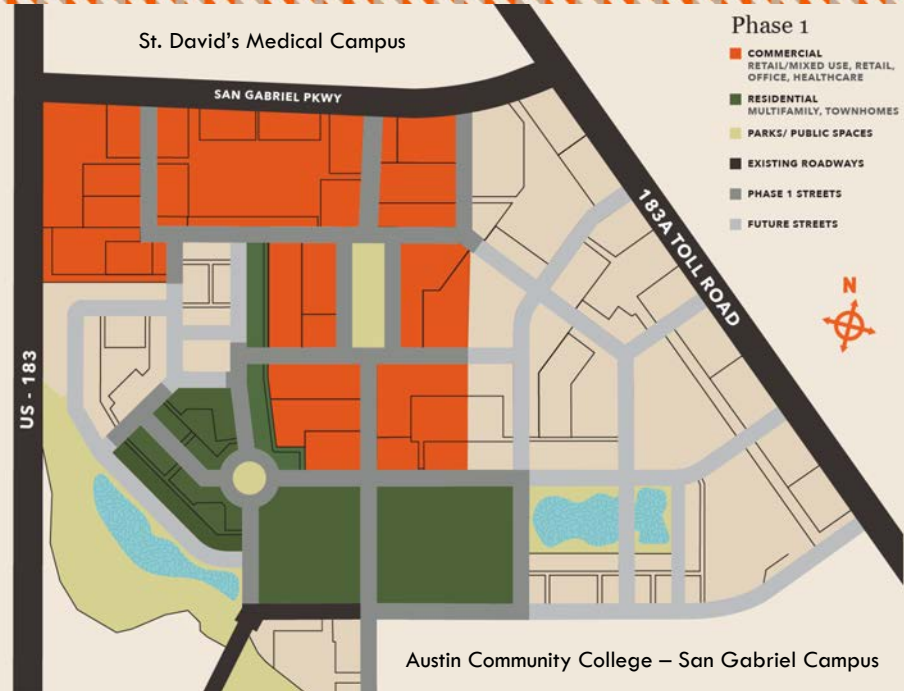 St. David's Medical Campus
SAN GABRIEL PKWY
Phase 1
COMMERCIAL
RETAIL/MIXED USE, RETAIL,
OFFICE, HEALTHCARE
RESIDENTIAL
MULTIFAMILY, TOWNHOMES
PARKS/ PUBLIC SPACES
EXISTING ROADWAYS
PHASE 1 STREETS
FUTURE STREETS
183A TOLL ROAD
N
US - 183
Austin Community College – San Gabriel Campus